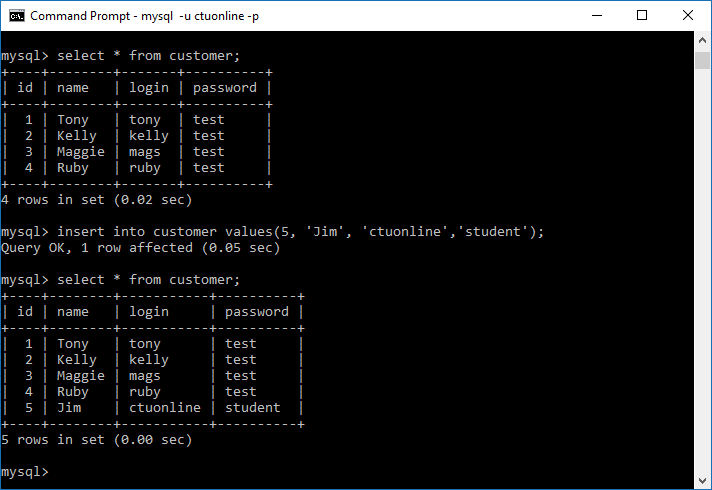 Command Prompt - mysql  -u ctuonline -p
mysql> select * from customer;
+----+--------+-------+----------+
| id | name   | login | password |
+----+--------+-------+----------+
|  1 | Tony   | tony  | test     |
|  2 | Kelly  | kelly | test     |
|  3 | Maggie | mags  | test     |
|  4 | Ruby   | ruby  | test     |
+----+--------+-------+----------+
4 rows in set (0.02 sec)
mysql> insert into customer values(5, 'Jim', 'ctuonline','student');
Query OK, 1 row affected (0.05 sec)
mysql> select * from customer;
+----+--------+-----------+----------+
| id | name   | login     | password |
+----+--------+-----------+----------+
|  1 | Tony   | tony      | test     |
|  2 | Kelly  | kelly     | test     |
|  3 | Maggie | mags      | test     |
|  4 | Ruby   | ruby      | test     |
|  5 | Jim    | ctuonline | student  |
+----+--------+-----------+----------+
5 rows in set (0.00 sec)
mysql>